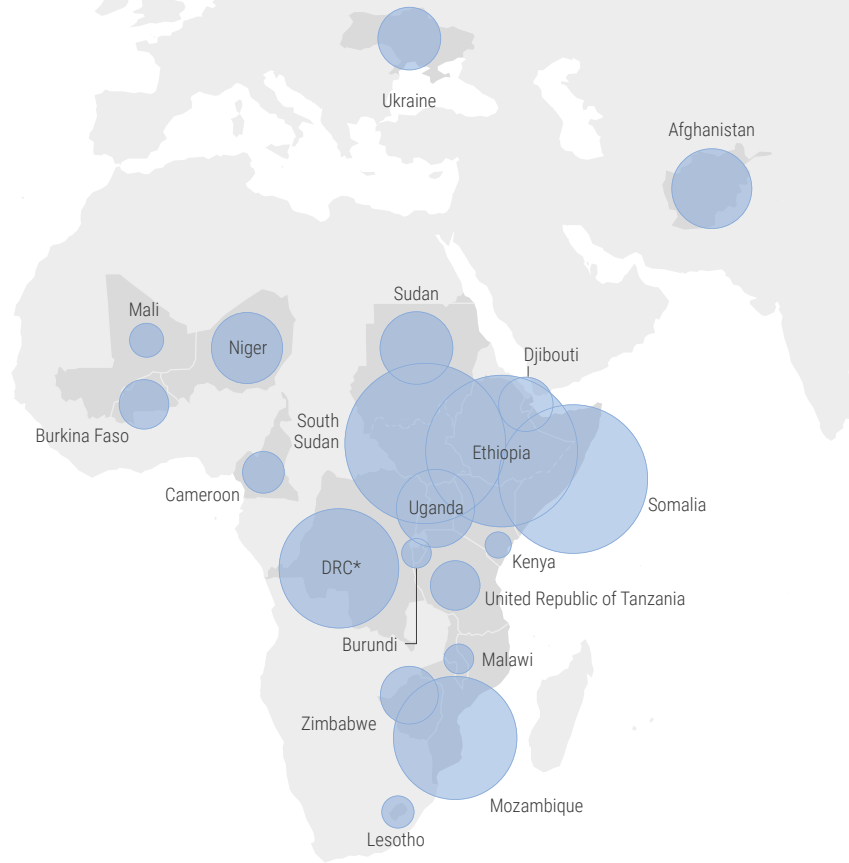 Ukraine
Afghanistan
Sudan
Mali
Niger
Djibouti
Burkina Faso
South
Sudan
Ethiopia
Cameroon
Uganda
Somalia
Kenya
DRC*
United Republic of Tanzania
Burundi
Malawi
Zimbabwe
Mozambique
Lesotho